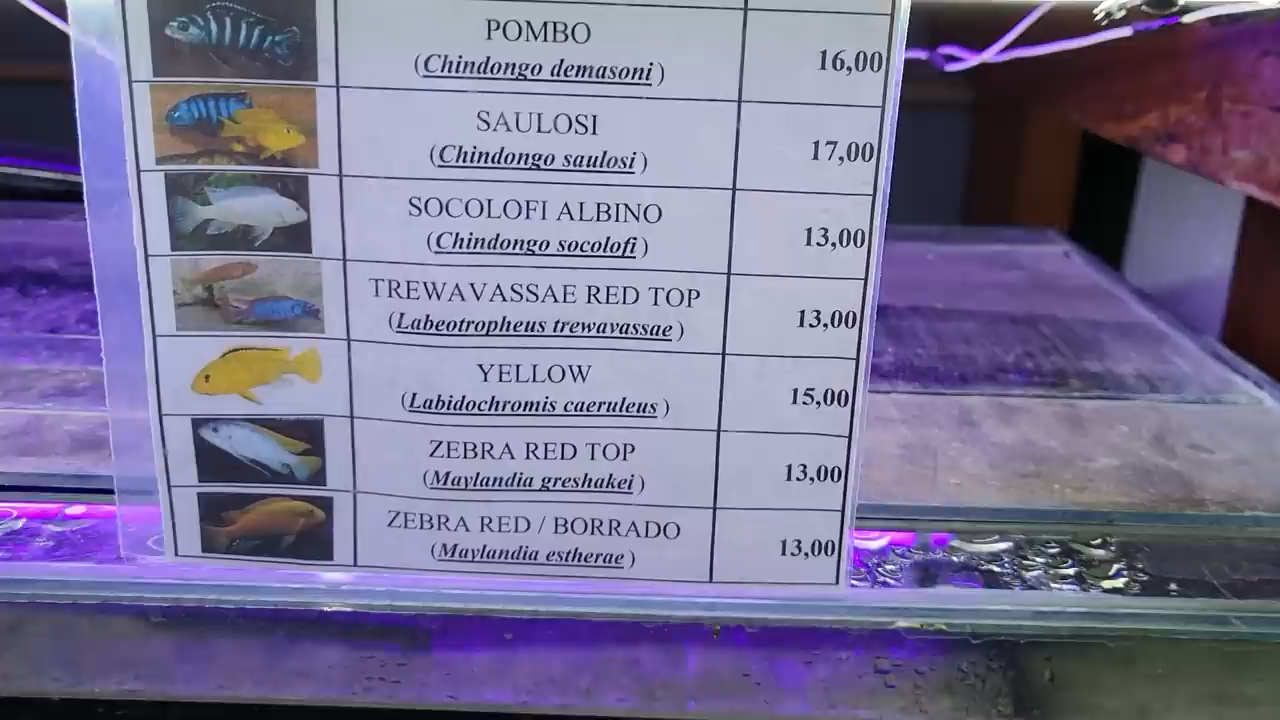 POMBO
(Chindongo demasoni)
16,00
SAULOSI
(Chindongo saulosi)
17,00
SOCOLOFI ALBINO
(Chindongo socolofi)
13,00
TREWAVASSAE RED TOP
(Labeotropheus trewavassae)
13,00
YELLOW
(Labidochromis caeruleus)
15,00
ZEBRA RED TOP
(Maylandia greshakei)
13,00
ZEBRA RED / BORRADO
(Maylandia estherae)
13,00